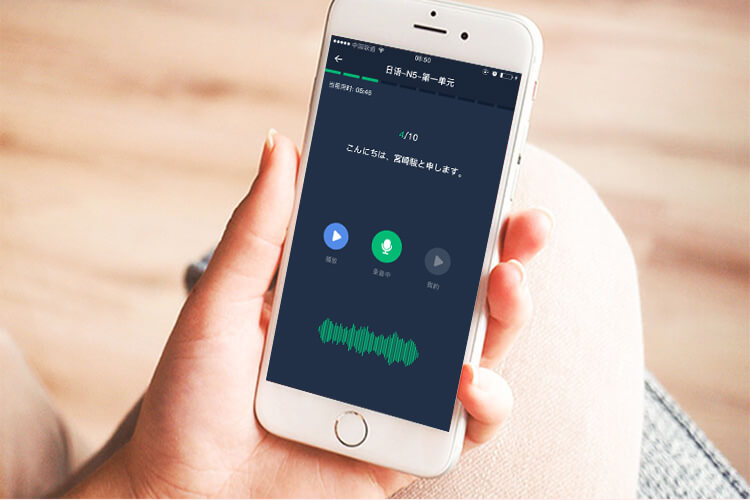 中国联通
05:50
日语-N5-第一单元
当前用时: 05:46
4/10
こんにちは、宮崎駿と申します。
播放
录音中
我的